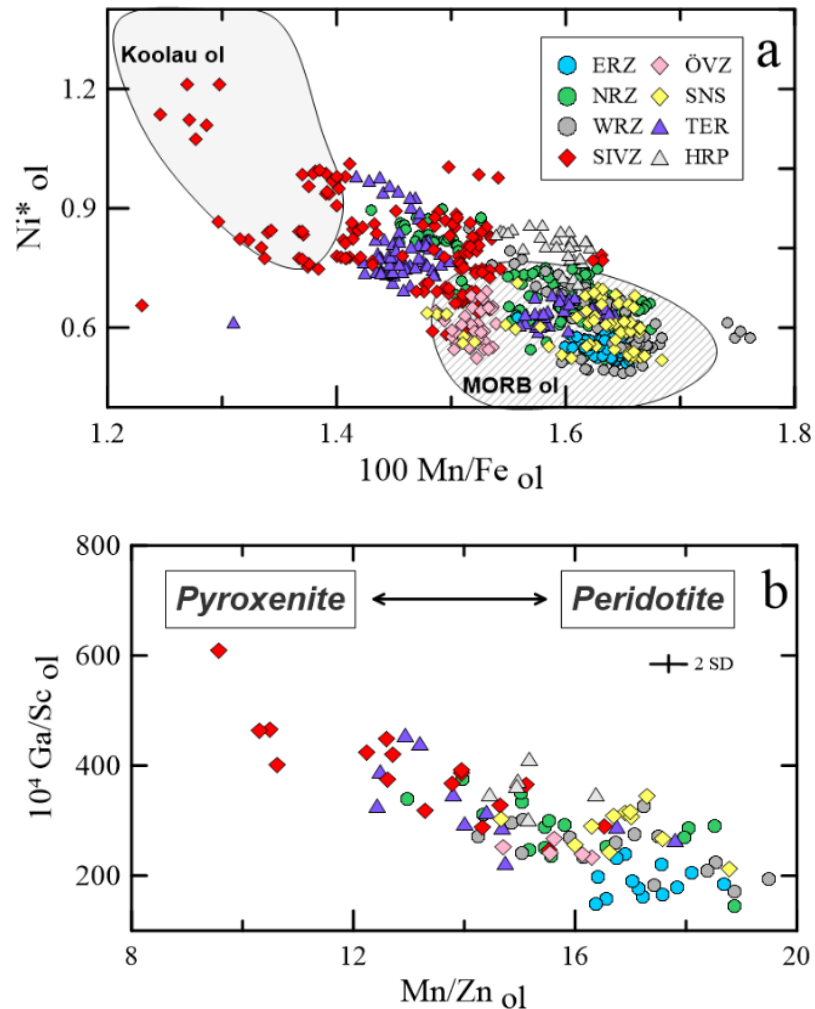 a
Koolau ol
ERZ ÖVZ
NRZ SNS
WRZ TER
SIVZ HRP
1.2
0.9
0.6
Ni* ol
MORB ol
1.2 1.4 1.6 1.8
100 Mn/Fe ol
b
800
Pyroxenite Peridotite
2 SD
600
400
200
10⁴ Ga/Sc ol
8 12 16 20
Mn/Zn ol